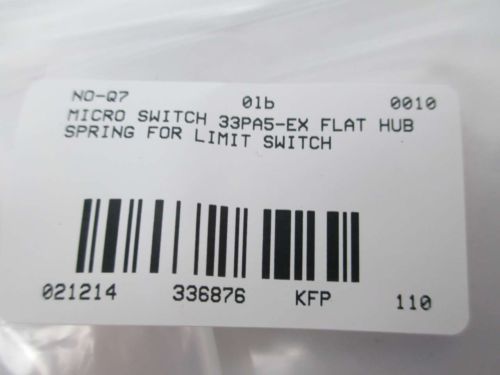 NO-Q7 01b 0010
MICRO SWITCH 33PA5-EX FLAT HUB
SPRING FOR LIMIT SWITCH
021214 336876 KFP 110